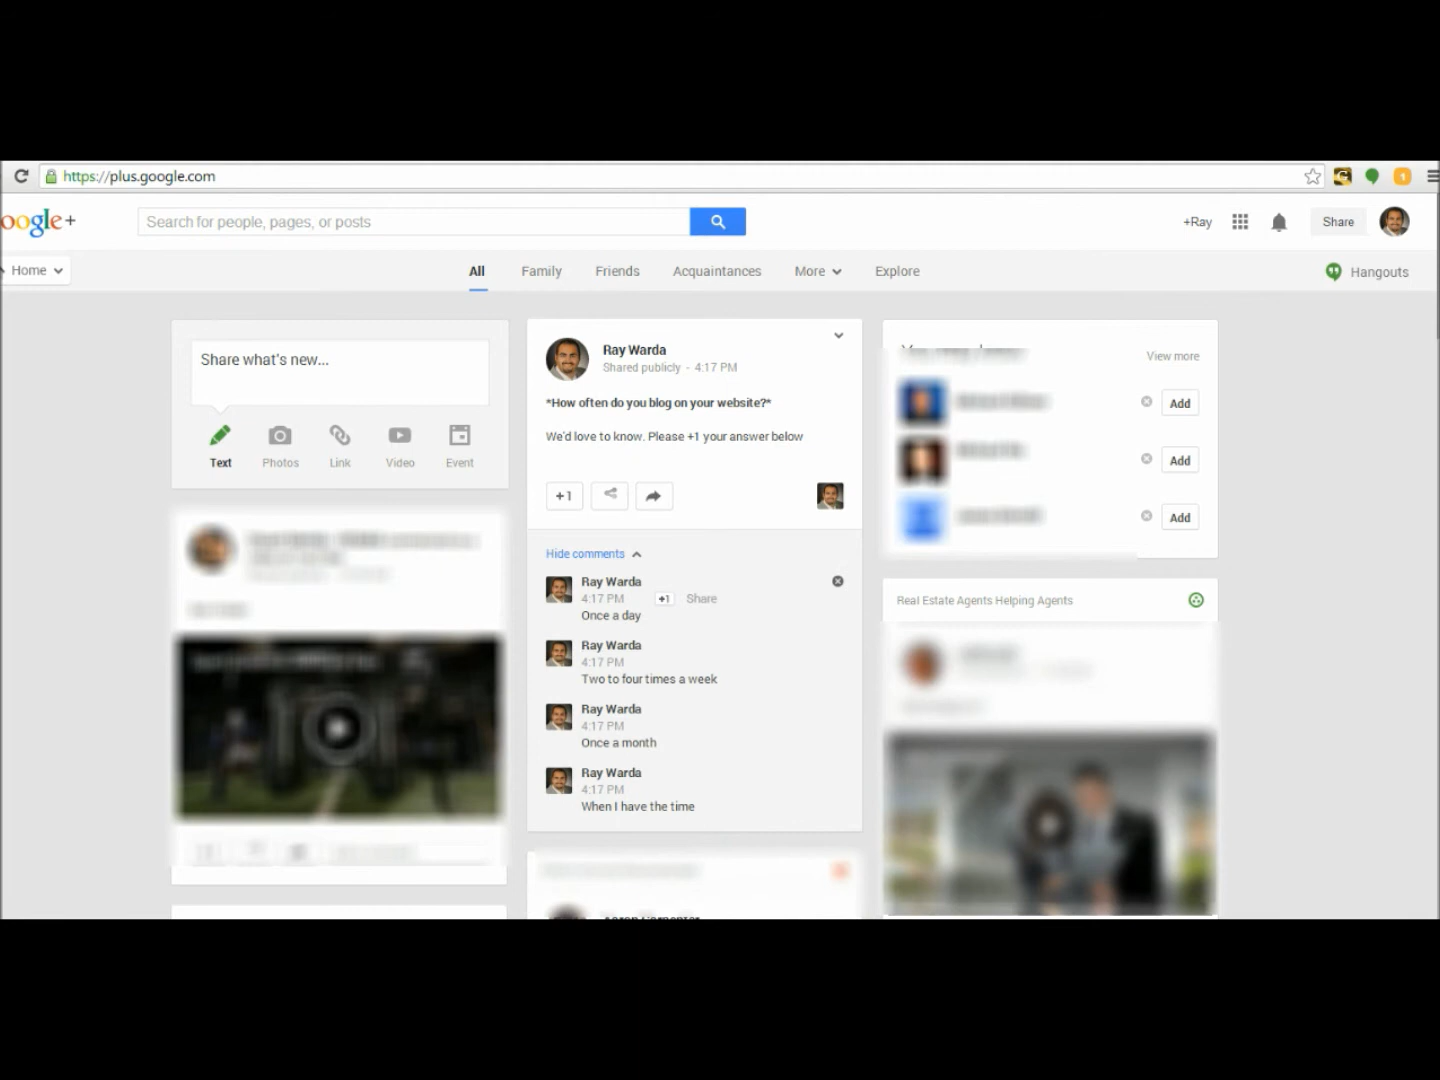 https://plus.google.com
1
oogle+
Search for people, pages, or posts
+Ray
Share
Home
All
Family
Friends
Acquaintances
More
Explore
Hangouts
Share what's new...
Text
Photos
Link
Video
Event
Ray Warda
Shared publicly - 4:17 PM
*How often do you blog on your website?*
We'd love to know. Please +1 your answer below
+1
Hide comments
Ray Warda
4:17 PM
+1
Share
Once a day
Ray Warda
4:17 PM
Two to four times a week
Ray Warda
4:17 PM
Once a month
Ray Warda
4:17 PM
When I have the time
View more
Add
Add
Add
Real Estate Agents Helping Agents